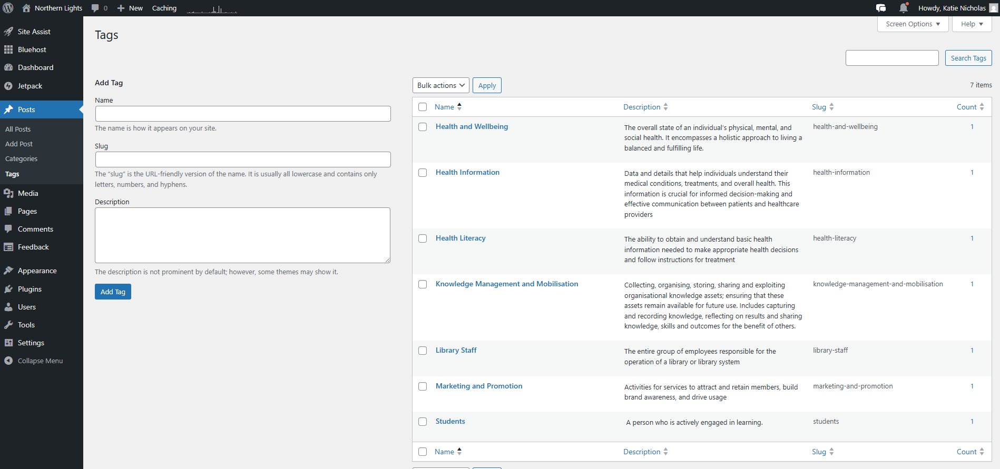 Northern Lights 0 New Caching Howdy, Katie Nicholas
Screen Options Help
Site Assist
Bluehost
Dashboard
Jetpack
Posts
All Posts
Add Post
Categories
Tags
Media
Pages
Comments
Feedback
Appearance
Plugins
Users
Tools
Settings
Collapse Menu
Tags
Search Tags
Add Tag
Name
The name is how it appears on your site.
Slug
The “slug” is the URL-friendly version of the name. It is usually all lowercase and contains only
letters, numbers, and hyphens.
Description
The description is not prominent by default; however, some themes may show it.
Add Tag
Bulk actions Apply 7 items
Name Description Slug Count
Health and Wellbeing The overall state of an individual's physical, mental, and health-and-wellbeing 1
social health. It encompasses a holistic approach to living a
balanced and fulfilling life.
Health Information Data and details that help individuals understand their health-information 1
medical conditions, treatments, and overall health. This
information is crucial for informed decision-making and
effective communication between patients and healthcare
providers
Health Literacy The ability to obtain and understand basic health health-literacy 1
information needed to make appropriate health decisions
and follow instructions for treatment
Knowledge Management and Mobilisation Collecting, organising, storing, sharing and exploiting knowledge-management-and-mobilisation 1
organisational knowledge assets; ensuring that these
assets remain available for future use. Includes capturing
and recording knowledge, reflecting on results and sharing
knowledge, skills and outcomes for the benefit of others.
Library Staff The entire group of employees responsible for the library-staff 1
operation of a library or library system
Marketing and Promotion Activities for services to attract and retain members, build marketing-and-promotion 1
brand awareness, and drive usage
Students A person who is actively engaged in learning. students 1
Name Description Slug Count